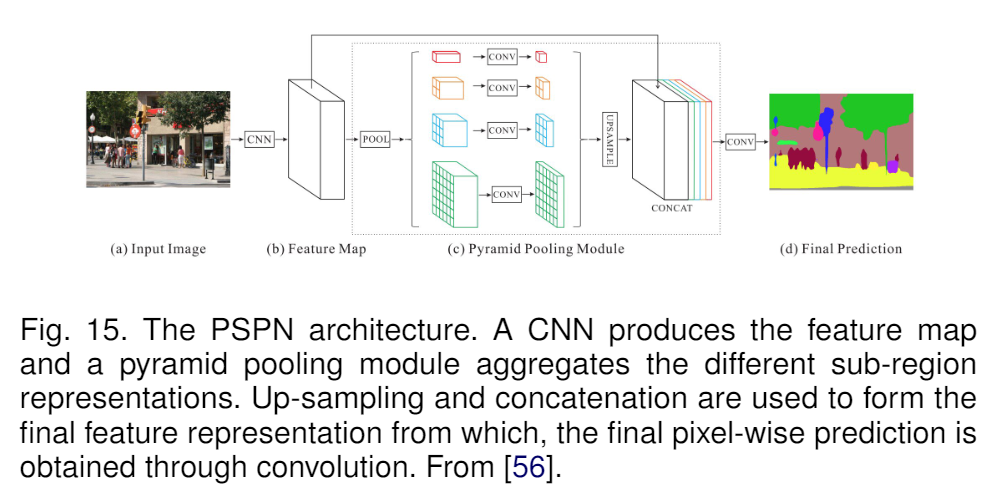 CONV
CONV
CNN
POOL
CONV
UPSAMPLE
CONV
CONV
CONCAT
(a) Input Image
(b) Feature Map
(c) Pyramid Pooling Module
(d) Final Prediction
Fig. 15. The PSPN architecture. A CNN produces the feature map
and a pyramid pooling module aggregates the different sub-region
representations. Up-sampling and concatenation are used to form the
final feature representation from which, the final pixel-wise prediction is
obtained through convolution. From [56].